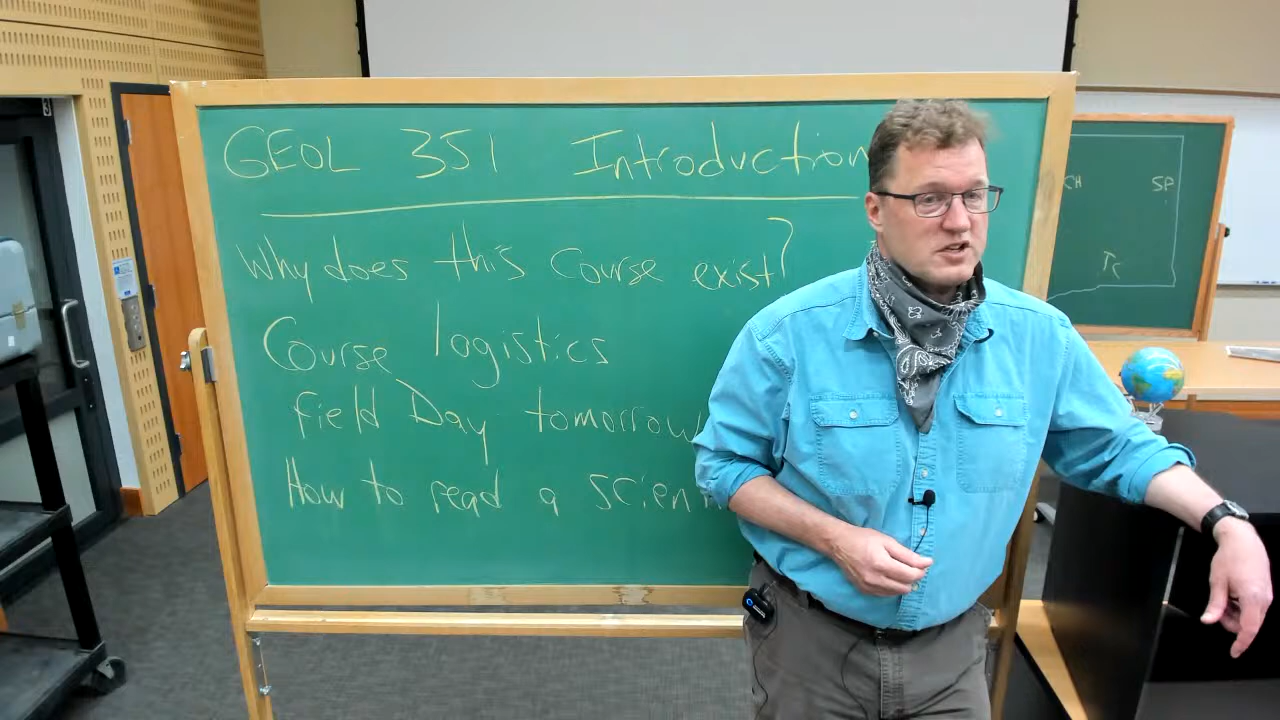 GEOL 351 Introduction
Why does this Course exist?
Course logistics
Field Day tomorrow
How to read a scien
CH SP
Tc